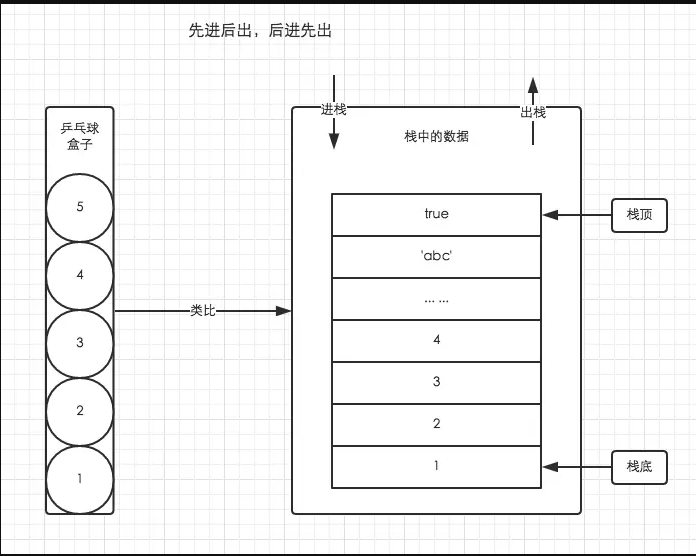 先进后出，后进先出
进栈
出栈
乒乓球
盒子
栈中的数据
5
4
3
2
1
类比
true
'abc'
... ...
4
3
2
1
栈顶
栈底